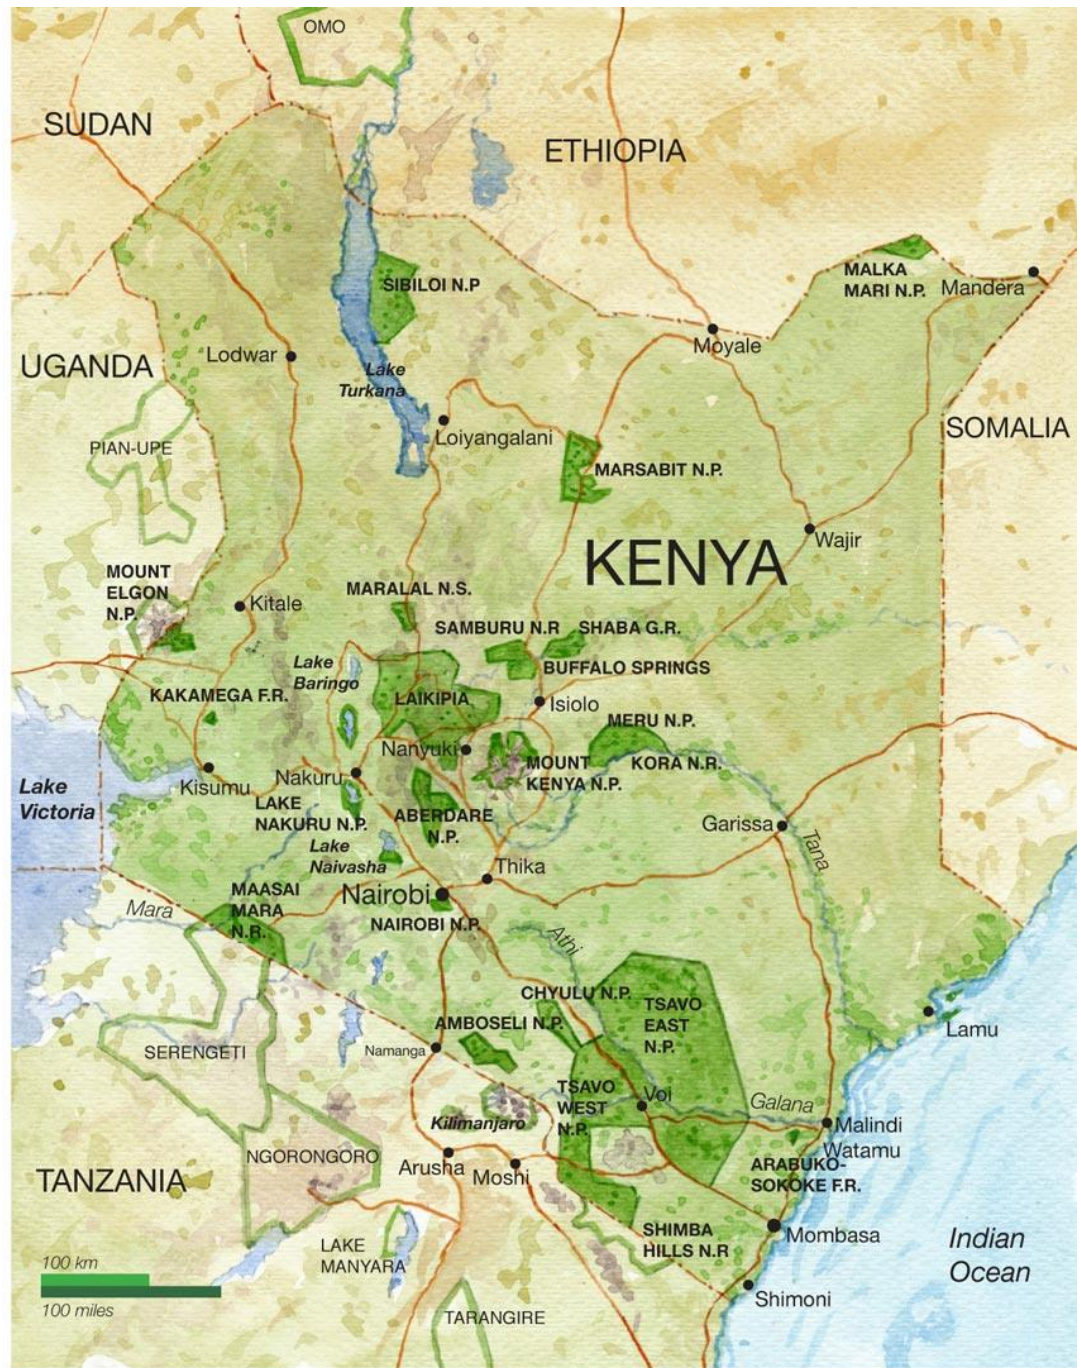 OMO
SUDAN
ETHIOPIA
SIBILOI N.P
MALKA
MARI N.P.
Mandera
UGANDA
Lodwar
Moyale
Lake
Turkana
PIAN-UPE
Loiyangalani
SOMALIA
MARSABIT N.P.
KENYA
Wajir
MOUNT
ELGON
N.P.
Kitale
MARALAL N.S.
SAMBURU N.R
SHABA G.R.
Lake
Baringo
BUFFALO SPRINGS
KAKAMEGA F.R.
LAIKIPIA
Isiolo
MERU N.P.
Nanyuki
MOUNT
KENYA N.P.
KORA N.R.
Lake
Victoria
Kisumu
Nakuru
LAKE
NAKURU N.P.
ABERDARE
N.P.
Garissa
Tana
Lake
Naivasha
Thika
MAASAI
MARA
N.R.
Nairobi
NAIROBI N.P.
Mara
Athi
CHYULU N.P.
TSAVO
EAST
N.P.
AMBOSELI N.P.
Lamu
SERENGETI
Namanga
TSAVO
WEST
N.P.
Voi
Galana
Kilimanjaro
Malindi
Watamu
NGORONGORO
Arusha
Moshi
ARABUKO-
SOKOKE F.R.
TANZANIA
SHIMBA
HILLS N.R
Mombasa
LAKE
MANYARA
Indian
Ocean
100 km
100 miles
Shimoni
TARANGIRE